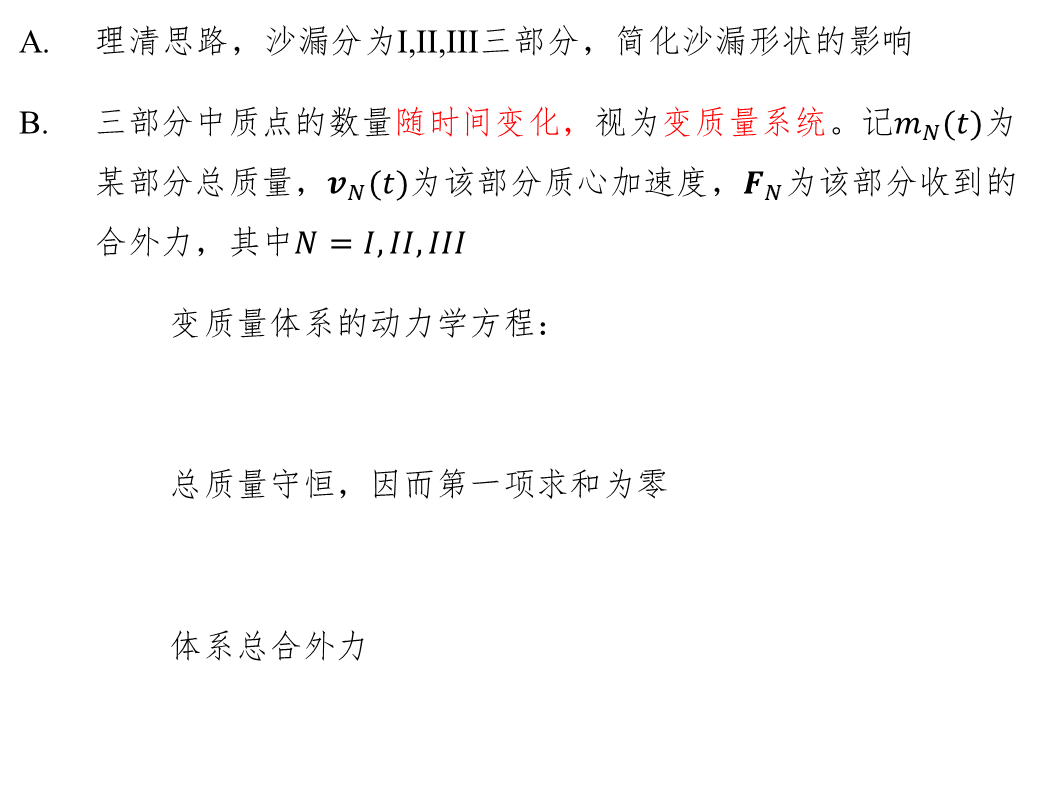 A. 理清思路，沙漏分为I,II,III三部分，简化沙漏形状的影响
B. 三部分中质点的数量随时间变化，视为变质量系统。记𝑚_𝑁(𝑡)为
某部分总质量，𝒗_𝑁(𝑡)为该部分质心加速度，𝑭_𝑁为该部分收到的
合外力，其中𝑁 = 𝐼, 𝐼𝐼, 𝐼𝐼𝐼
变质量体系的动力学方程：
总质量守恒，因而第一项求和为零
体系总合外力